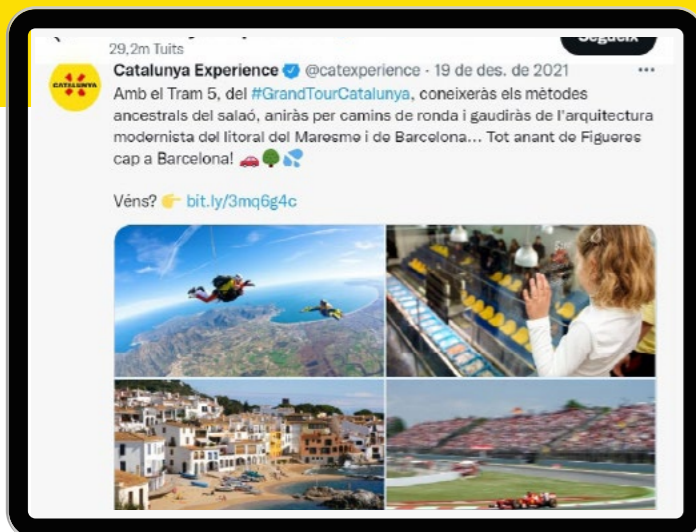 Segueix
29,2m Tuits
CATALUNYA
Catalunya Experience @catexperience · 19 de des. de 2021
Amb el Tram 5, del #GrandTourCatalunya, coneixeràs els mètodes
ancestrals del salaó, aniràs per camins de ronda i gaudiràs de l'arquitectura
modernista del litoral del Maresme i de Barcelona... Tot anant de Figueres
cap a Barcelona! 🚗🌳💦
Véns? 👉 bit.ly/3mq6g4c